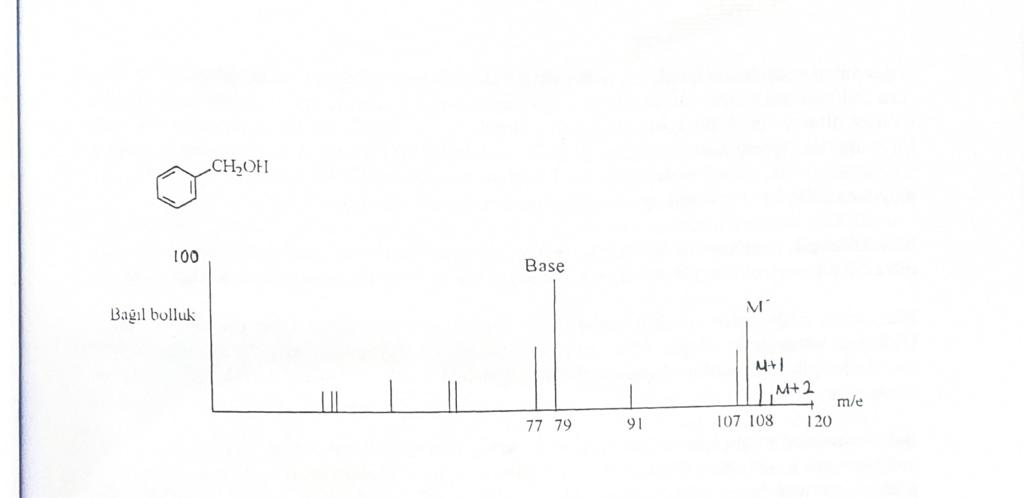 CH₂OH
100
Base
Bağıl bolluk
M⁻
M+1
M+2
m/e
77 79 91 107 108 120